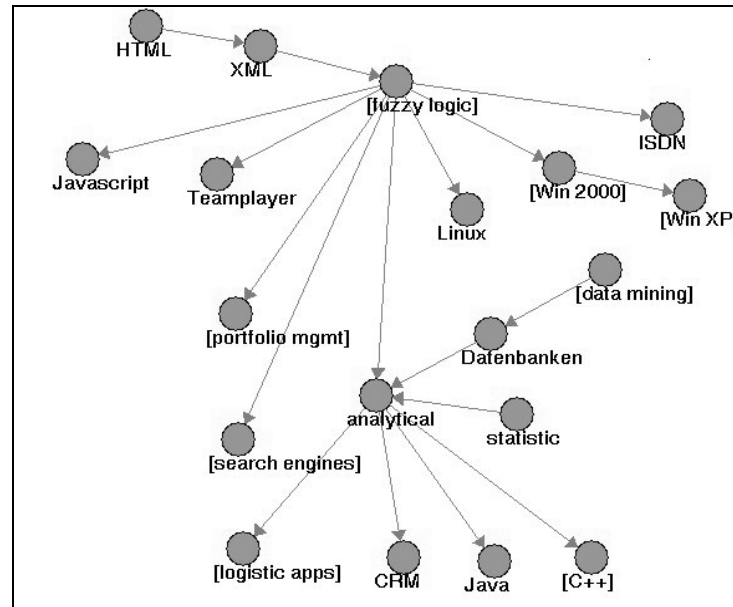 HTML
XML
[fuzzy logic]
ISDN
Javascript
Teamplayer
[Win 2000]
[Win XP
Linux
[data mining]
[portfolio mgmt]
Datenbanken
analytical
statistic
[search engines]
[logistic apps]
CRM
Java
[C++]